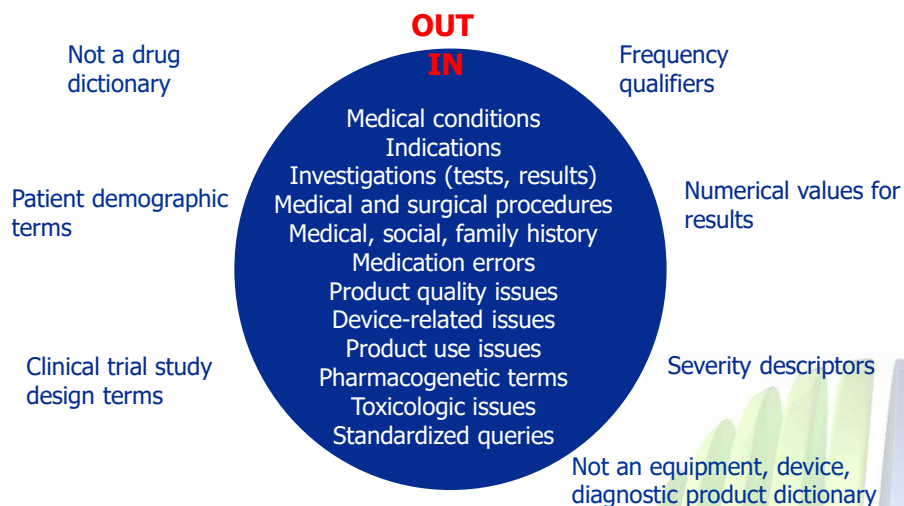 OUT
IN
Not a drug
dictionary
Frequency
qualifiers
Medical conditions
Indications
Investigations (tests, results)
Medical and surgical procedures
Medical, social, family history
Medication errors
Product quality issues
Device-related issues
Product use issues
Pharmacogenetic terms
Toxicologic issues
Standardized queries
Patient demographic
terms
Numerical values for
results
Clinical trial study
design terms
Severity descriptors
Not an equipment, device,
diagnostic product dictionary